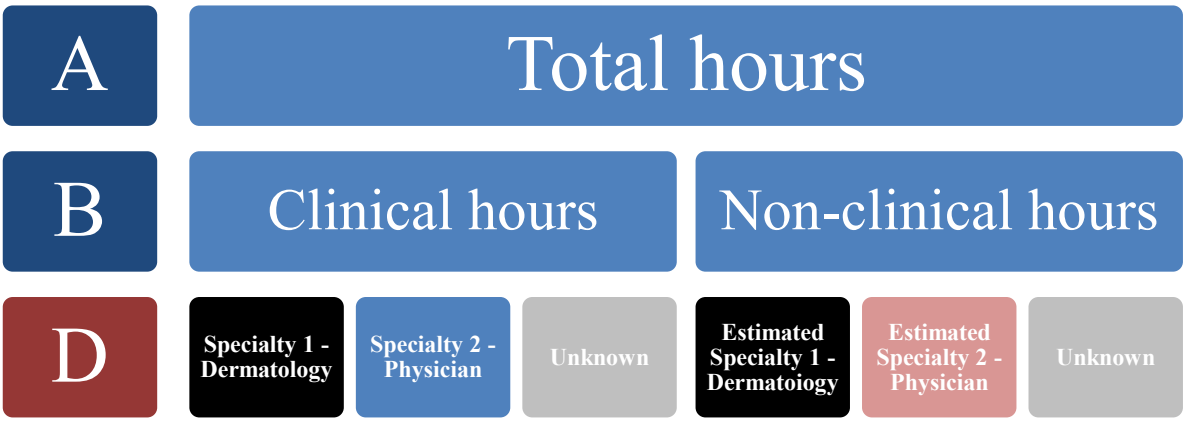 A
Total hours
B
Clinical hours
Non-clinical hours
D
Specialty 1 -
Dermatology
Specialty 2 -
Physician
Unknown
Estimated
Specialty 1 -
Dermatoiogy
Estimated
Specialty 2 -
Physician
Unknown